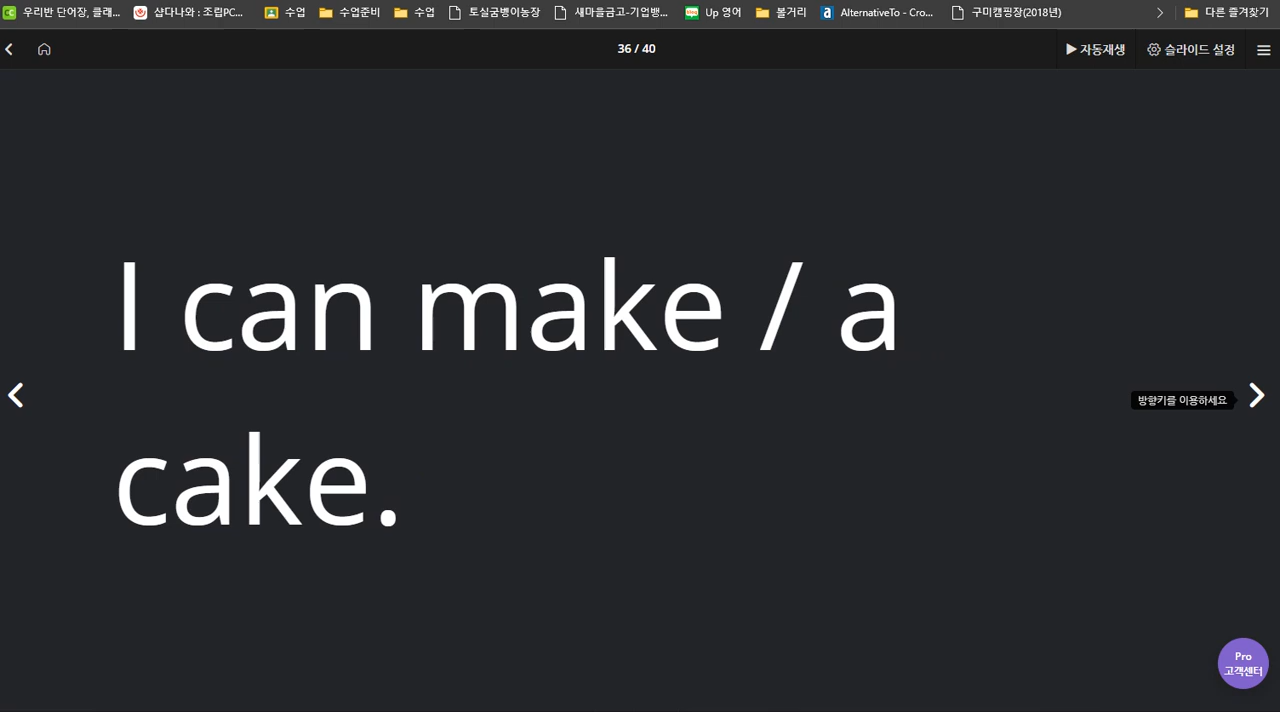 우리반 단어장, 클래... 샵다나와 : 조립PC... 수업 수업준비 수업 토실굼벵이농장 새마을금고-기업뱅... Up 영어 볼거리 AlternativeTo - Cro... 구미캠핑장(2018년) 다른 즐겨찾기
36 / 40 자동재생 슬라이드 설정
I can make / a
cake.
방향키를 이용하세요
Pro
고객센터